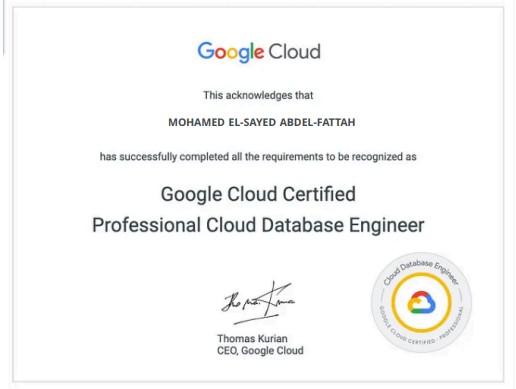 Google Cloud
This acknowledges that
MOHAMED EL-SAYED ABDEL-FATTAH
has successfully completed all the requirements to be recognized as
Google Cloud Certified
Professional Cloud Database Engineer
Thomas Kurian
CEO, Google Cloud
Cloud Database Engineer
GOOGLE CLOUD CERTIFIED · PROFESSIONAL